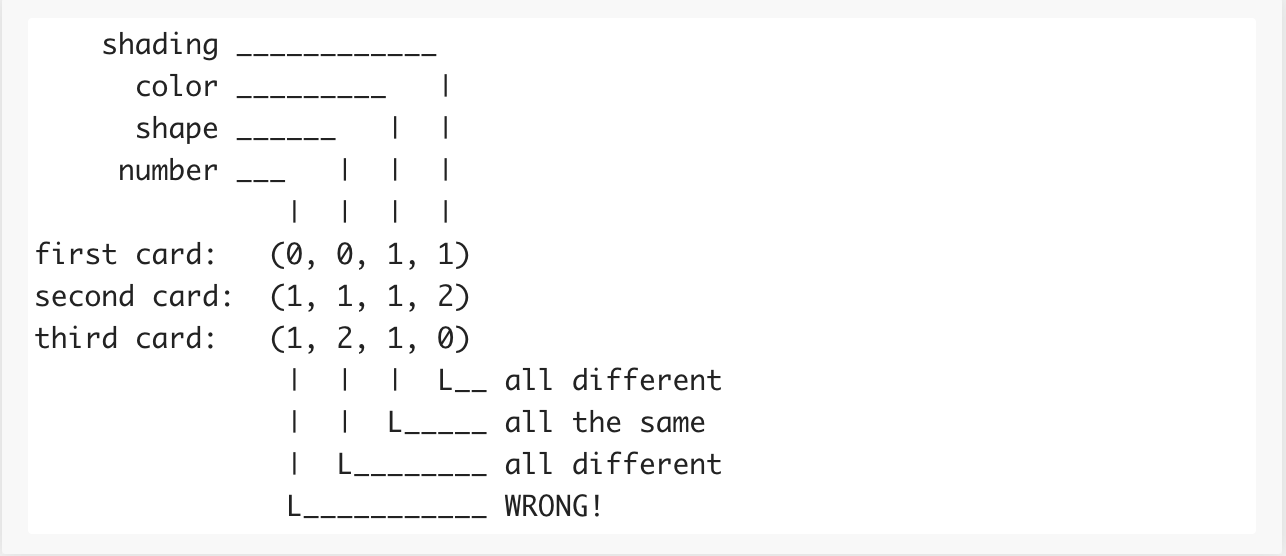 shading ____________
      color _________   |
      shape ______   |  |
     number ___   |  |  |
               |  |  |  |
first card:   (0, 0, 1, 1)
second card:  (1, 1, 1, 2)
third card:   (1, 2, 1, 0)
               |  |  |  L__ all different
               |  |  L_____ all the same
               |  L________ all different
               L___________ WRONG!